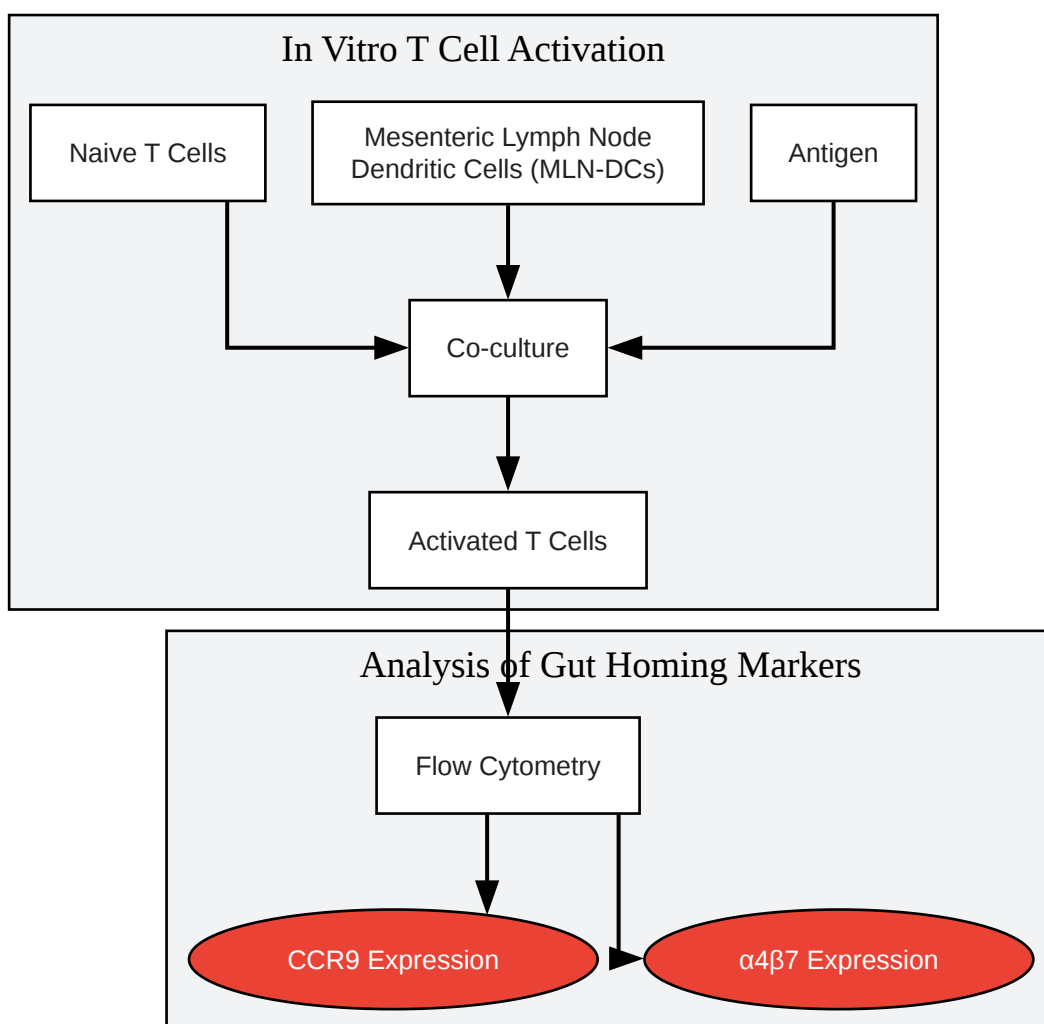 In Vitro T Cell Activation
Naive T Cells
Mesenteric Lymph Node
Dendritic Cells (MLN-DCs)
Antigen
Co-culture
Activated T Cells
Analysis of Gut Homing Markers
Flow Cytometry
CCR9 Expression
α4β7 Expression